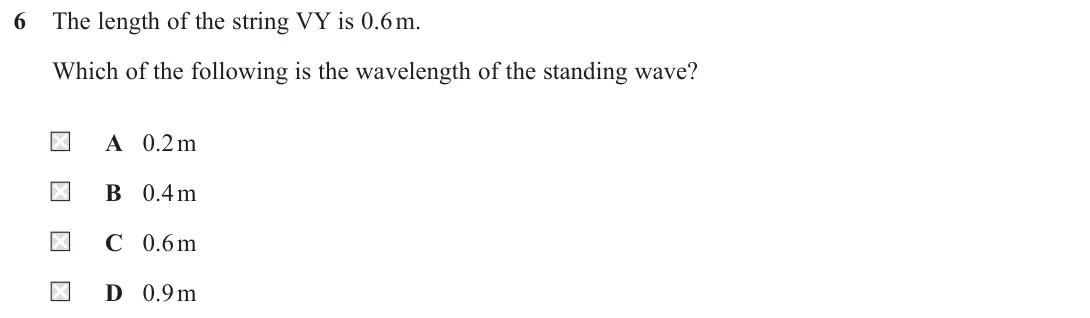 6 The length of the string VY is 0.6 m.
Which of the following is the wavelength of the standing wave?
A 0.2 m
B 0.4 m
C 0.6 m
D 0.9 m